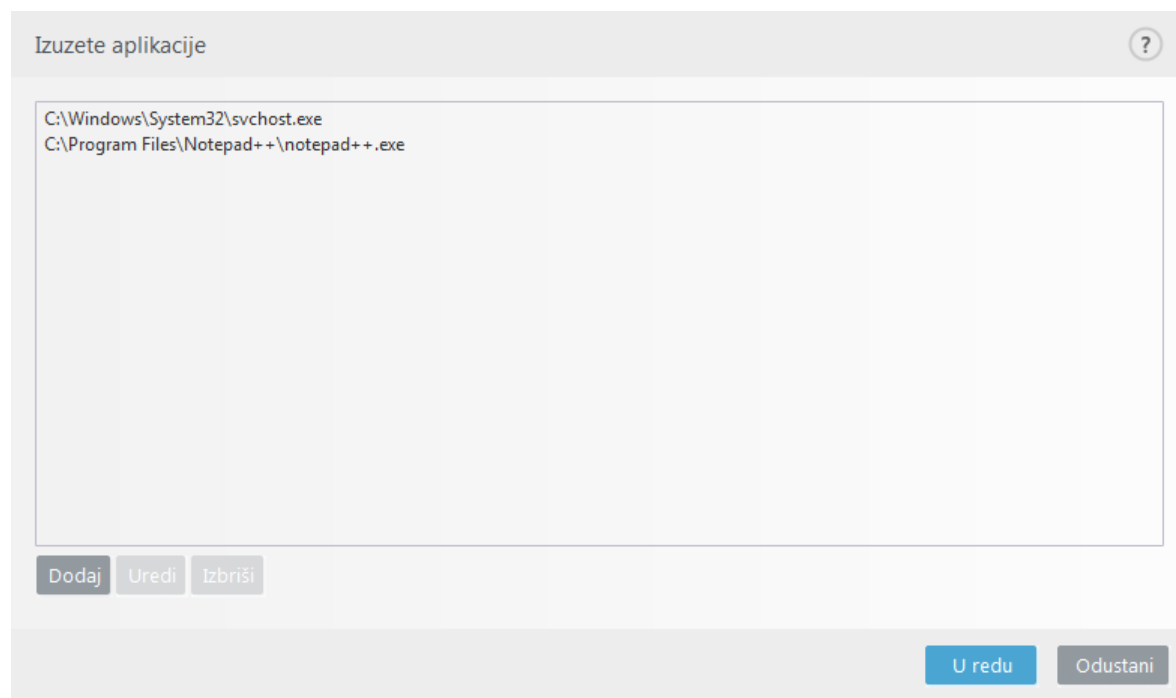 Izuzete aplikacije
?
C:\Windows\System32\svchost.exe
C:\Program Files\Notepad++\notepad++.exe
Dodaj Uredi Izbriši
U redu Odustani